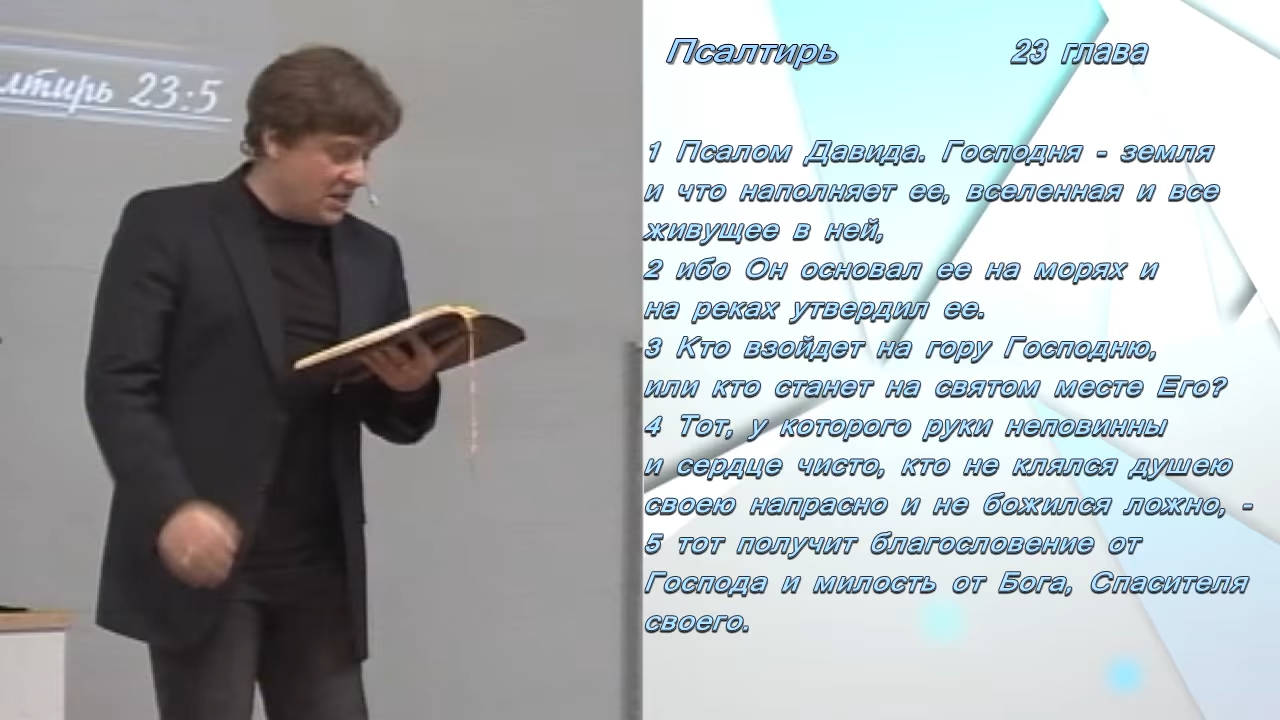 лтирь 23:5
Псалтирь 23 глава
1 Псалом Давида. Господня - земля
и что наполняет ее, вселенная и все
живущее в ней,
2 ибо Он основал ее на морях и
на реках утвердил ее.
3 Кто взойдет на гору Господню,
или кто станет на святом месте Его?
4 Тот, у которого руки неповинны
и сердце чисто, кто не клялся душею
своею напрасно и не божился ложно, -
5 тот получит благословение от
Господа и милость от Бога, Спасителя
своего.